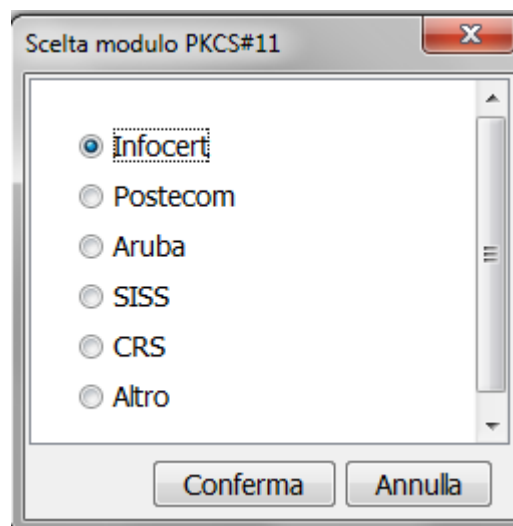 Scelta modulo PKCS#11
Infocert
Postecom
Aruba
SISS
CRS
Altro
Conferma Annulla